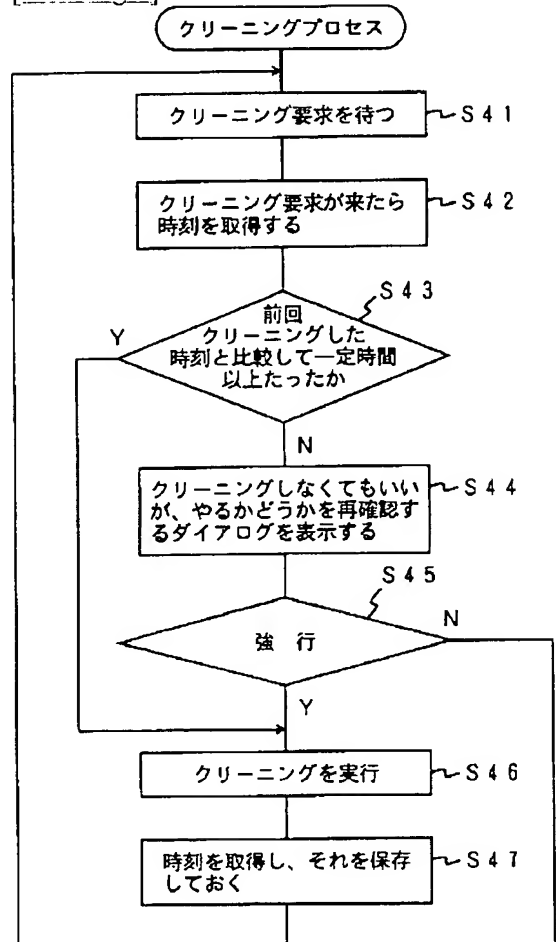 クリーニングプロセス
クリーニング要求を待つ
S41
クリーニング要求が来たら
時刻を取得する
S42
S43
前回
クリーニングした
時刻と比較して一定時間
以上たったか
Y
N
クリーニングしなくてもいい
が、やるかどうかを再確認す
るダイアログを表示する
S44
S45
強 行
N
Y
クリーニングを実行
S46
時刻を取得し、それを保存
しておく
S47